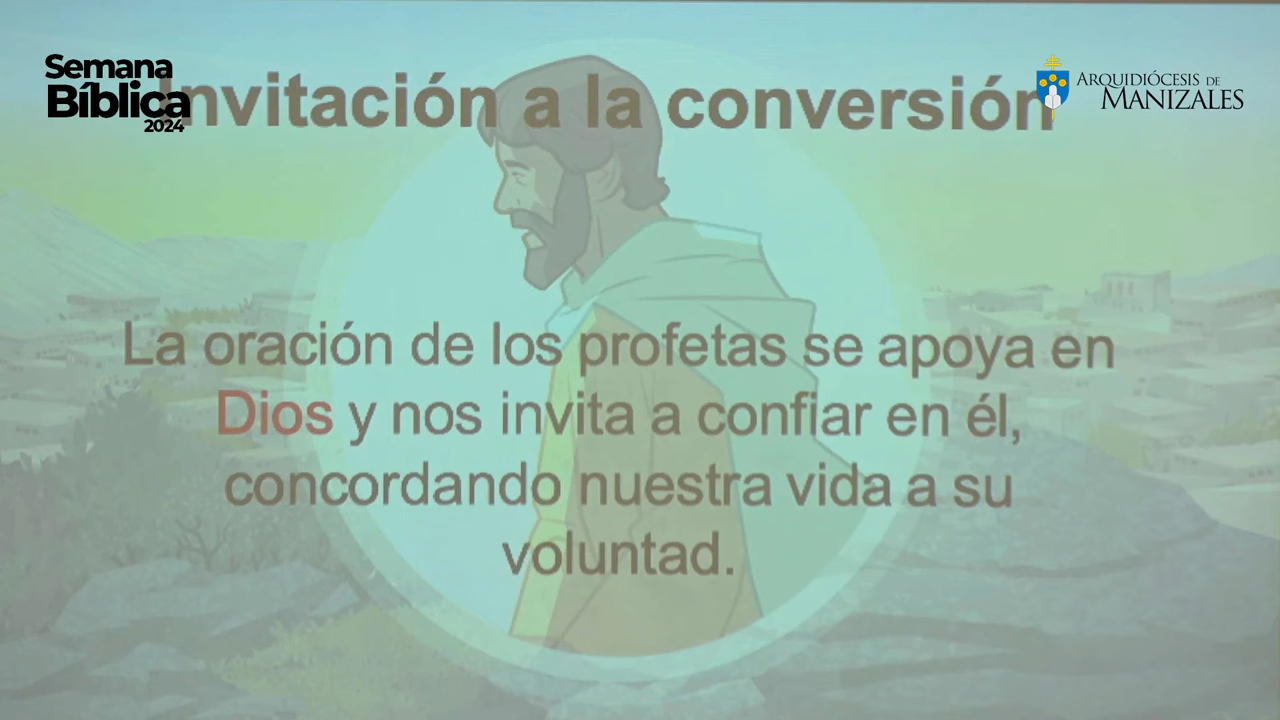 Semana
Bíblica
2024
Invitación a la conversión
ARQUIDIÓCESIS DE
MANIZALES
La oración de los profetas se apoya en
Dios y nos invita a confiar en él,
concordando nuestra vida a su
voluntad.